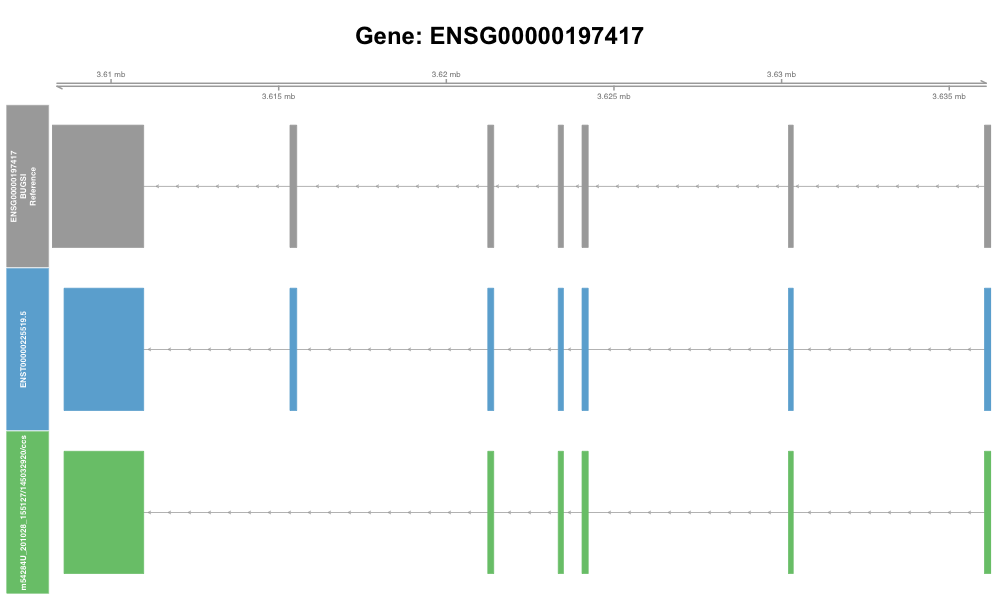 Gene: ENSG00000197417
3.61 mb
3.62 mb
3.63 mb
3.615 mb
3.625 mb
3.635 mb
ENSG00000197417
BUGSI
Reference
ENST00000225519.5
m54284U_201028_155127/145032920/ccs